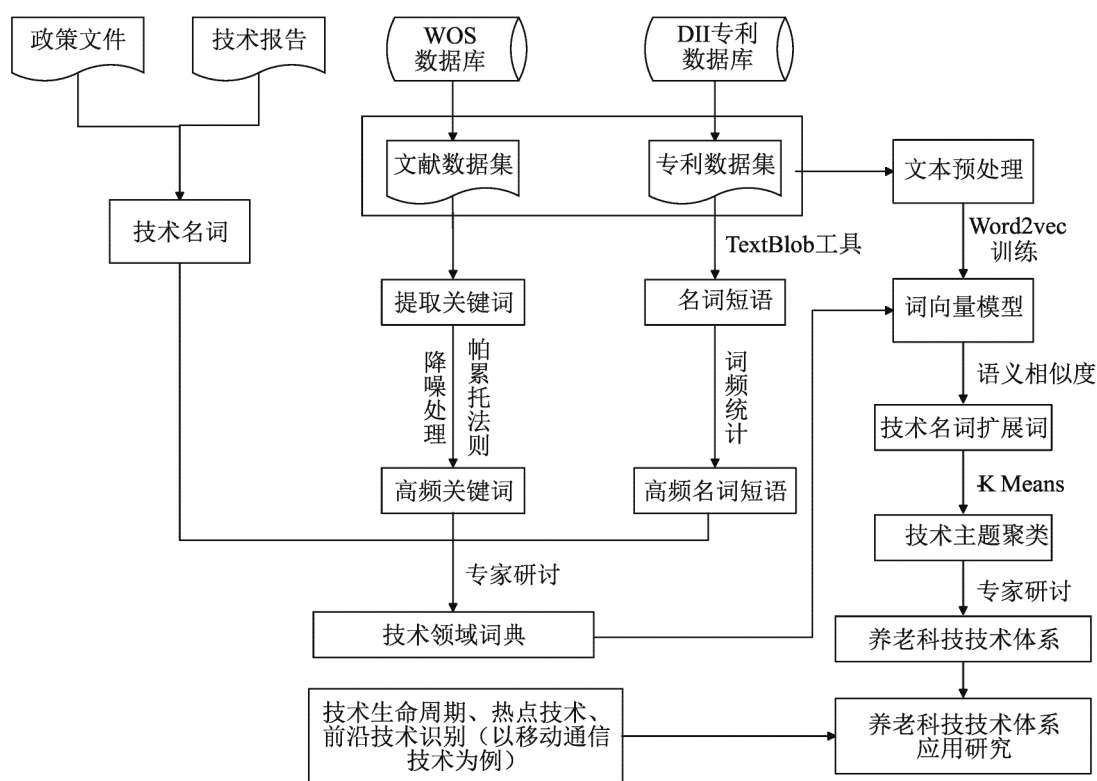 政策文件
技术报告
WOS
数据库
DII专利
数据库
文献数据集
专利数据集
文本预处理
技术名词
TextBlob工具
Word2vec
训练
提取关键词
名词短语
词向量模型
降噪处理
帕累托法则
词频统计
语义相似度
技术名词扩展词
高频关键词
高频名词短语
-K Means
技术主题聚类
专家研讨
专家研讨
技术领域词典
养老科技技术体系
技术生命周期、热点技术、
前沿技术识别（以移动通信
技术为例）
养老科技技术体系
应用研究